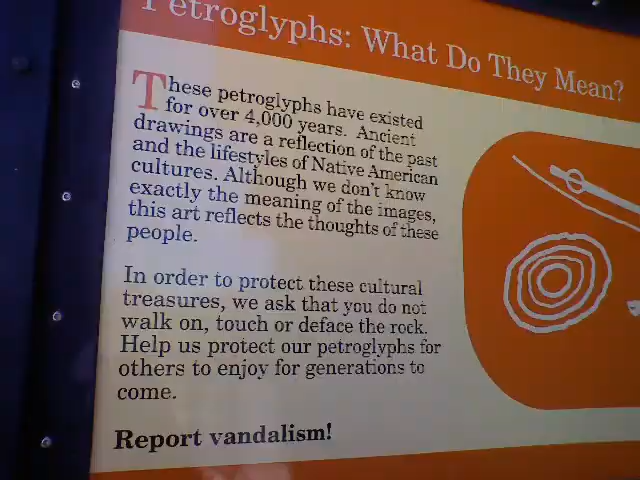 Petroglyphs: What Do They Mean?
These petroglyphs have existed
for over 4,000 years. Ancient
drawings are a reflection of the past
and the lifestyles of Native American
cultures. Although we don't know
exactly the meaning of the images,
this art reflects the thoughts of these
people.
In order to protect these cultural
treasures, we ask that you do not
walk on, touch or deface the rock.
Help us protect our petroglyphs for
others to enjoy for generations to
come.
Report vandalism!